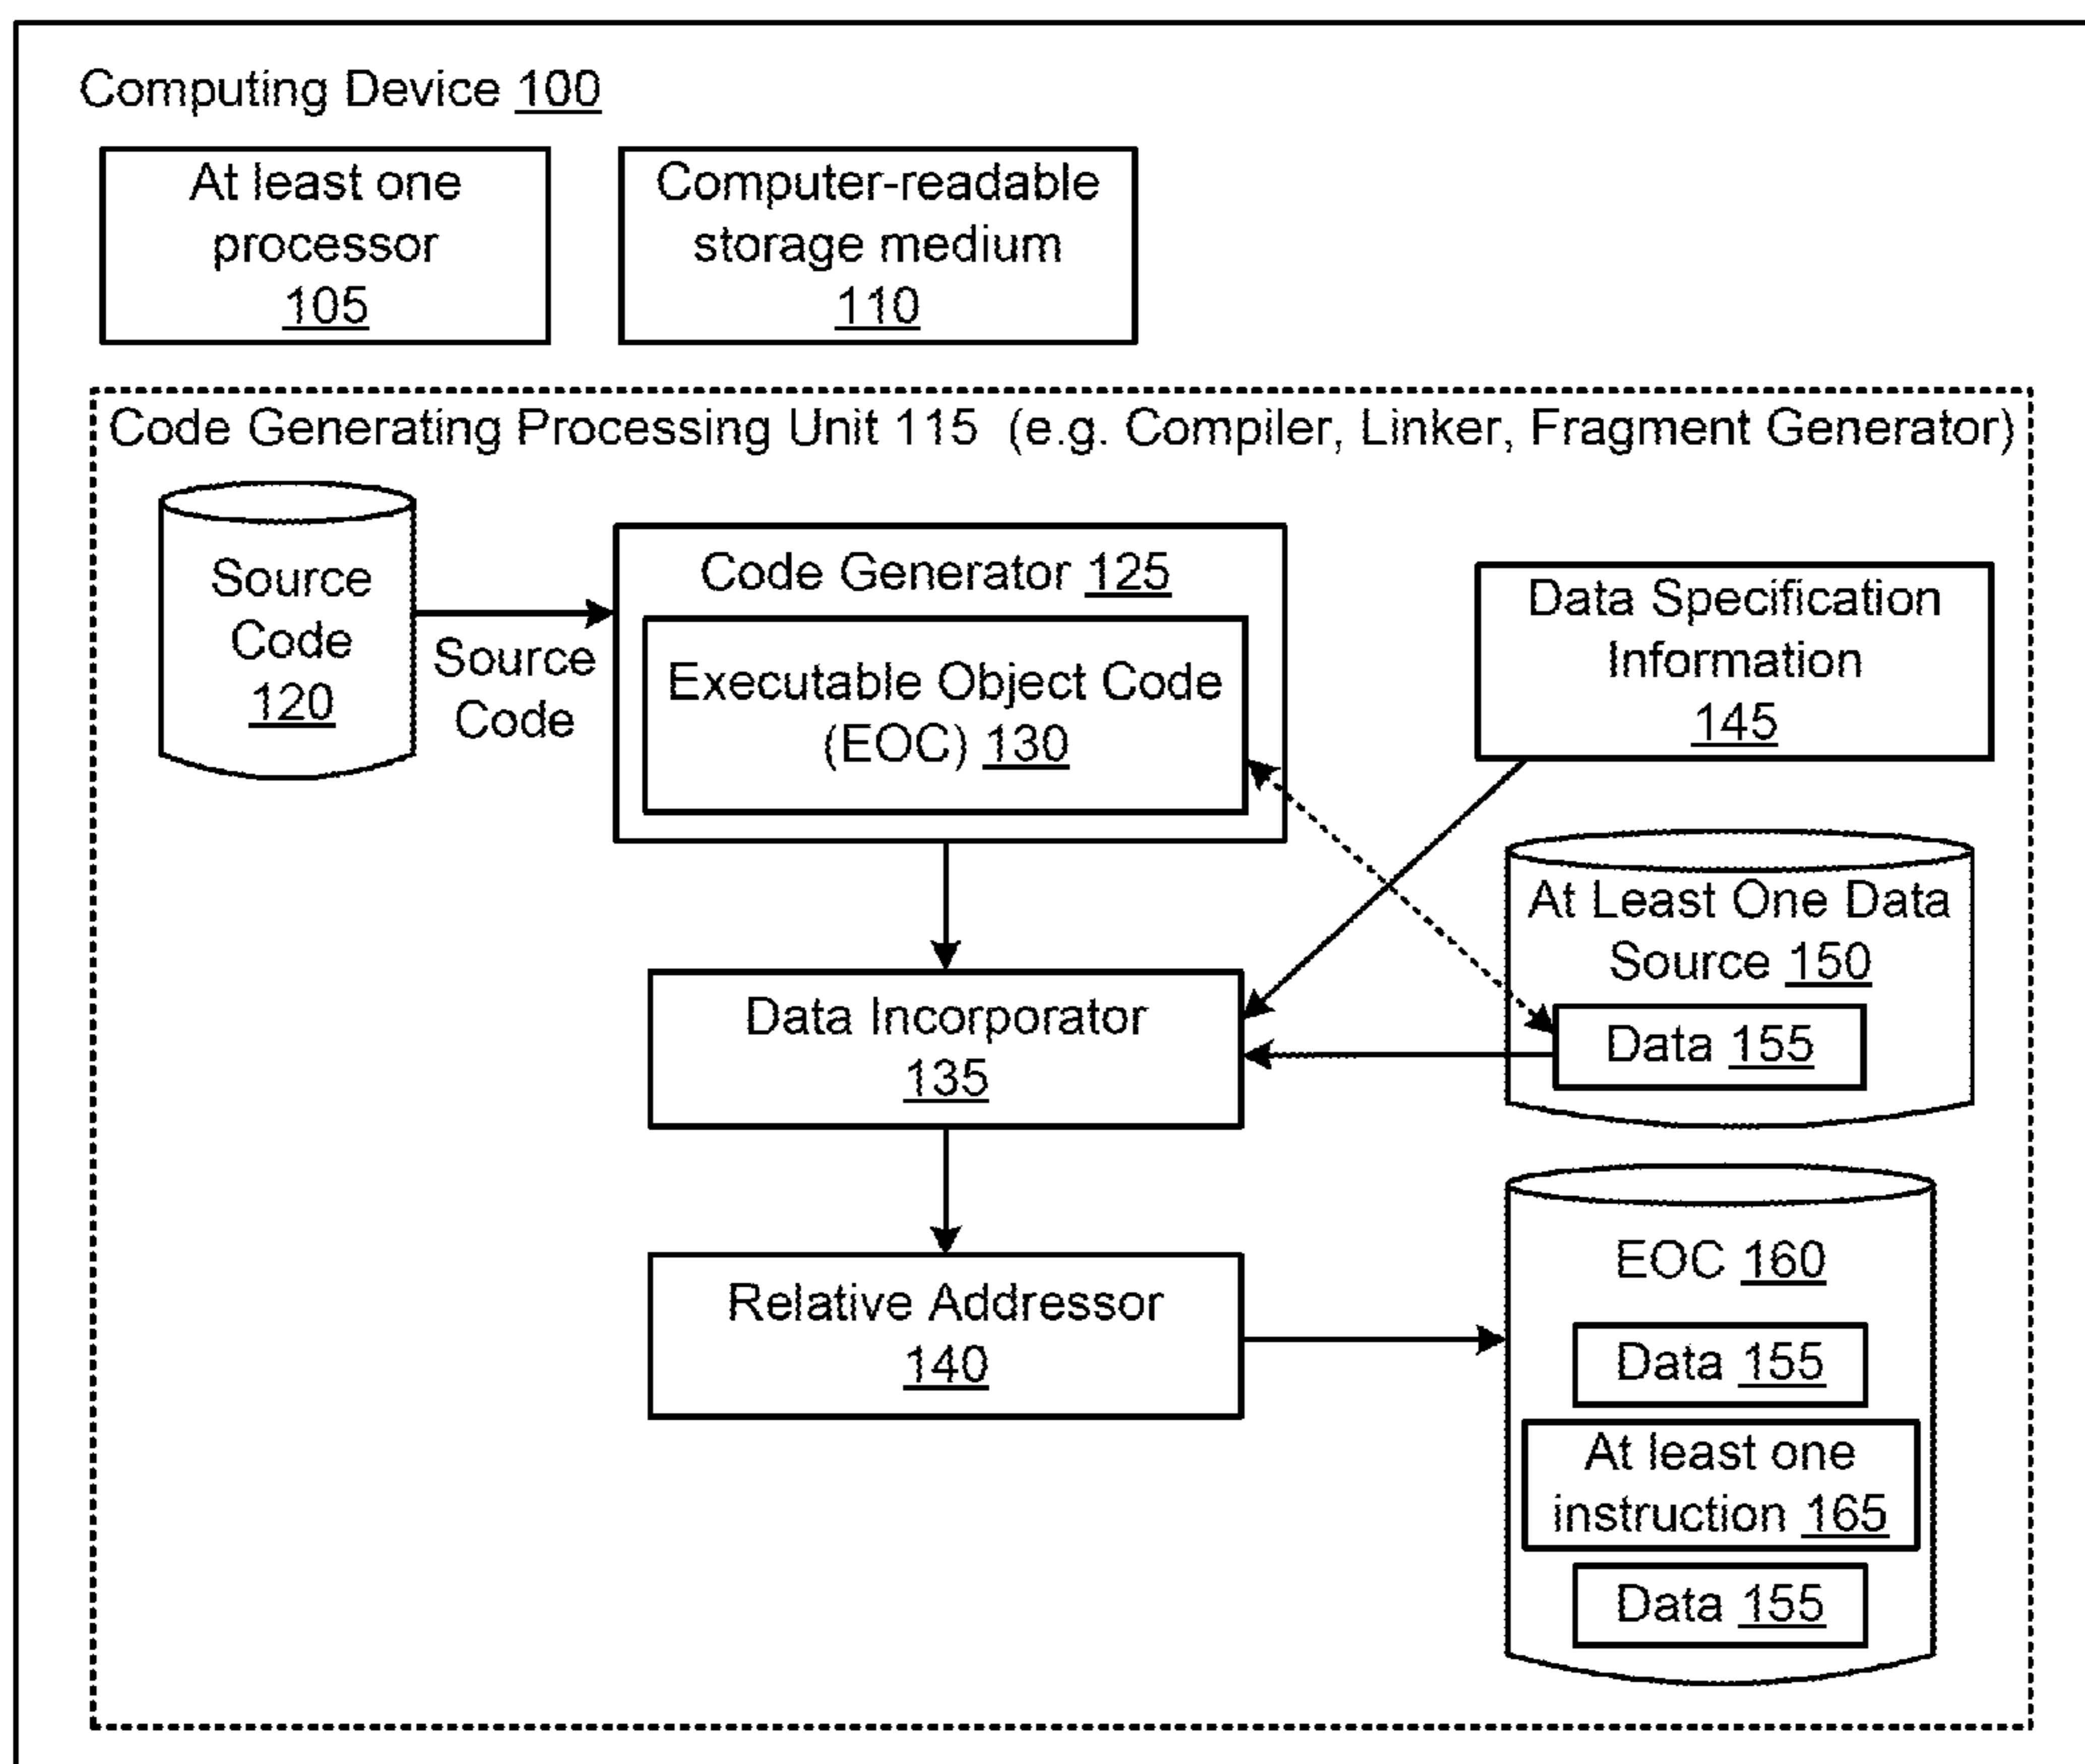 Computing Device 100
At least one
processor
105
Computer-readable
storage medium
110
Code Generating Processing Unit 115 (e.g. Compiler, Linker, Fragment Generator)
Source
Code
120
Source
Code
Code Generator 125
Executable Object Code
(EOC) 130
Data Specification
Information
145
At Least One Data
Source 150
Data 155
Data Incorporator
135
Relative Addressor
140
EOC 160
Data 155
At least one
instruction 165
Data 155